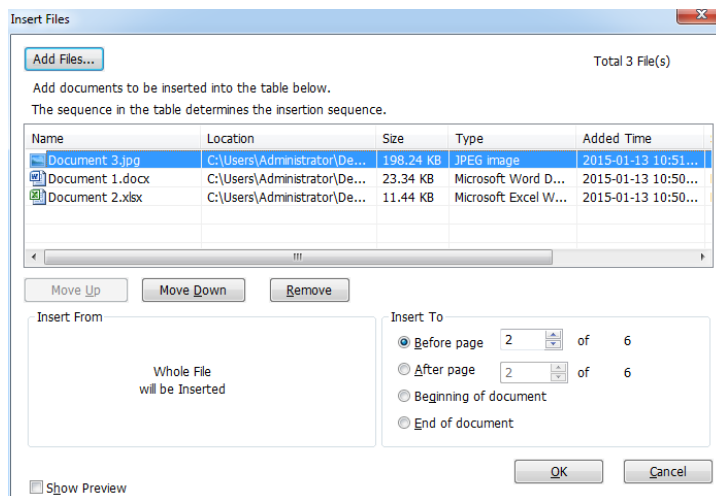 Insert Files
Add Files...
Total 3 File(s)
Add documents to be inserted into the table below.
The sequence in the table determines the insertion sequence.
Name Location Size Type Added Time
Document 3.jpg C:\Users\Administrator\De... 198.24 KB JPEG image 2015-01-13 10:51...
Document 1.docx C:\Users\Administrator\De... 23.34 KB Microsoft Word D... 2015-01-13 10:50...
Document 2.xlsx C:\Users\Administrator\De... 11.44 KB Microsoft Excel W... 2015-01-13 10:50...
Move Up Move Down Remove
Insert From
Whole File
will be Inserted
Insert To
Before page 2 of 6
After page 2 of 6
Beginning of document
End of document
OK Cancel
Show Preview